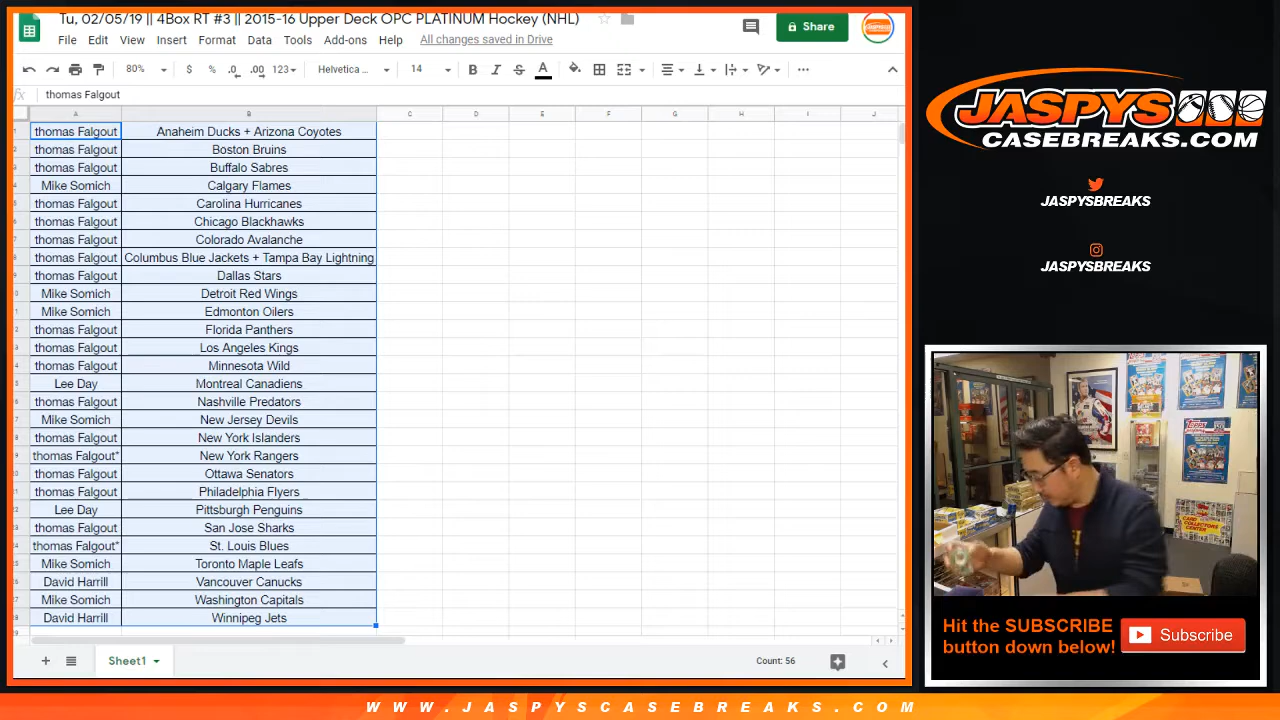 Tu, 02/05/19 || 4Box RT #3 || 2015-16 Upper Deck OPC PLATINUM Hockey (NHL)
File Edit View Insert Format Data Tools Add-ons Help All changes saved in Drive
Share
80% $ % .0 .00 123 Helvetica ... 14 B I S A
fx thomas Falgout
A B C D E F G H I J
thomas Falgout Anaheim Ducks + Arizona Coyotes
thomas Falgout Boston Bruins
thomas Falgout Buffalo Sabres
Mike Somich Calgary Flames
thomas Falgout Carolina Hurricanes
thomas Falgout Chicago Blackhawks
thomas Falgout Colorado Avalanche
thomas Falgout Columbus Blue Jackets + Tampa Bay Lightning
thomas Falgout Dallas Stars
Mike Somich Detroit Red Wings
Mike Somich Edmonton Oilers
thomas Falgout Florida Panthers
thomas Falgout Los Angeles Kings
thomas Falgout Minnesota Wild
Lee Day Montreal Canadiens
thomas Falgout Nashville Predators
Mike Somich New Jersey Devils
thomas Falgout New York Islanders
thomas Falgout* New York Rangers
thomas Falgout Ottawa Senators
thomas Falgout Philadelphia Flyers
Lee Day Pittsburgh Penguins
thomas Falgout San Jose Sharks
thomas Falgout* St. Louis Blues
Mike Somich Toronto Maple Leafs
David Harrill Vancouver Canucks
Mike Somich Washington Capitals
David Harrill Winnipeg Jets
Sheet1
Count: 56
JASPYS
CASEBREAKS.COM
JASPYSBREAKS
JASPYSBREAKS
CARD
COLLECTORS
CENTER
Hit the SUBSCRIBE
button down below!
Subscribe
WWW.JASPYSCASEBREAKS.COM